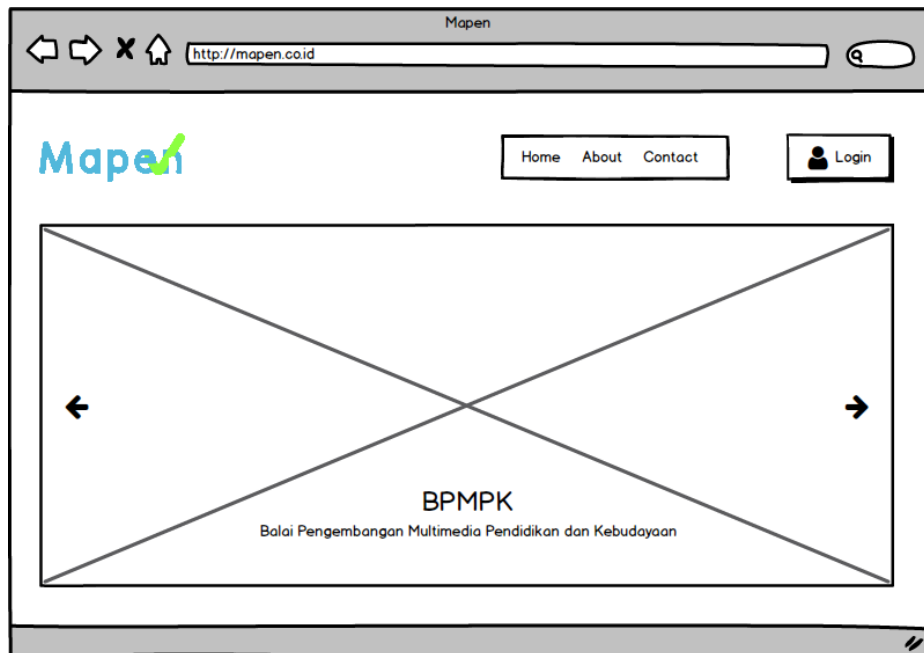 Mapen
http://mapen.co.id
Mapen
Home About Contact
Login
BPMPK
Balai Pengembangan Multimedia Pendidikan dan Kebudayaan